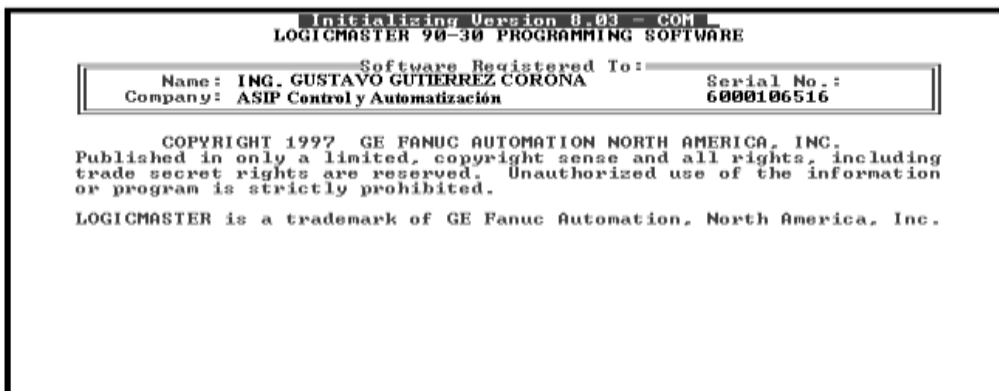 Initializing Version 8.03 - COM
LOGICMASTER 90-30 PROGRAMMING SOFTWARE
Software Registered To:
Name: ING. GUSTAVO GUTIERREZ CORONA Serial No.:
Company: ASIP Control y Automatización 6000106516
COPYRIGHT 1997 GE FANUC AUTOMATION NORTH AMERICA, INC.
Published in only a limited, copyright sense and all rights, including
trade secret rights are reserved. Unauthorized use of the information
or program is strictly prohibited.
LOGICMASTER is a trademark of GE Fanuc Automation, North America, Inc.